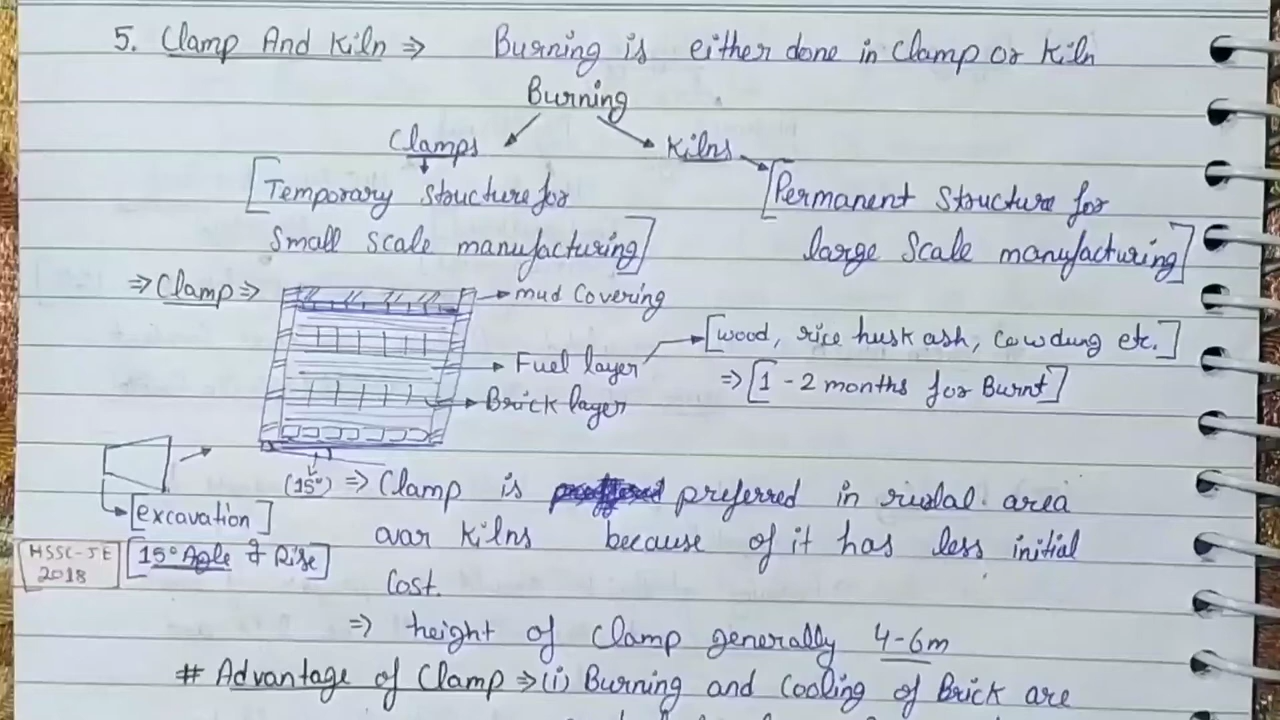 5. Clamp And Kiln ⇒ Burning is either done in Clamp or Kiln
Burning
Clamps
Kilns
[Temporary Structure for
Small Scale manufacturing]
[Permanent Structure for
large Scale manufacturing]
⇒ Clamp ⇒
mud Covering
Fuel layer
[wood, rice husk ash, Cowdung etc.]
⇒ [1 - 2 months for Burnt]
Brick layer
(15°)
[excavation]
HSSC-JE
2018
[15° Agle of Rise]
⇒ Clamp is preferred in rural area
ovar Kilns because of it has less initial
Cost.
⇒ height of Clamp generally 4-6m
# Advantage of Clamp ⇒ (i) Burning and Cooling of Brick are